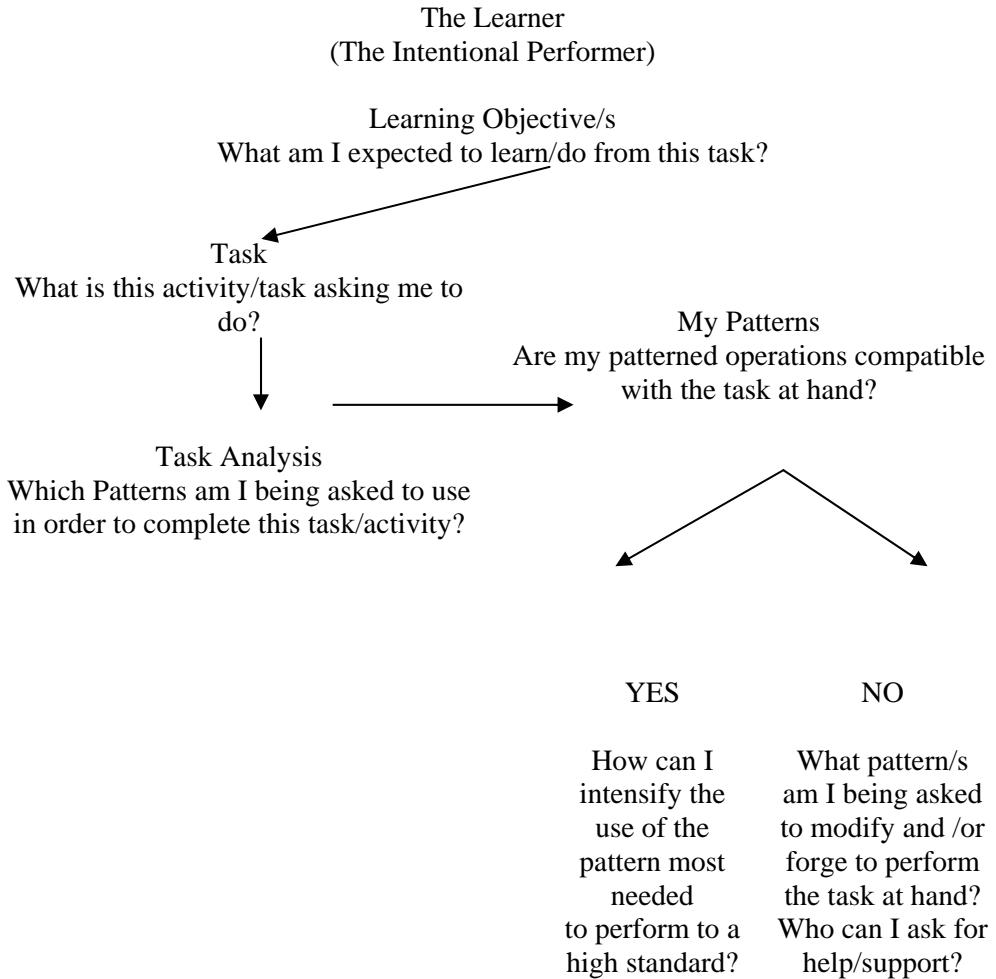 The Learner
(The Intentional Performer)
Learning Objective/s
What am I expected to learn/do from this task?
Task
What is this activity/task asking me to
do?
My Patterns
Are my patterned operations compatible
with the task at hand?
Task Analysis
Which Patterns am I being asked to use
in order to complete this task/activity?
YES
How can I
intensify the
use of the
pattern most
needed
to perform to a
high standard?
NO
What pattern/s
am I being asked
to modify and /or
forge to perform
the task at hand?
Who can I ask for
help/support?